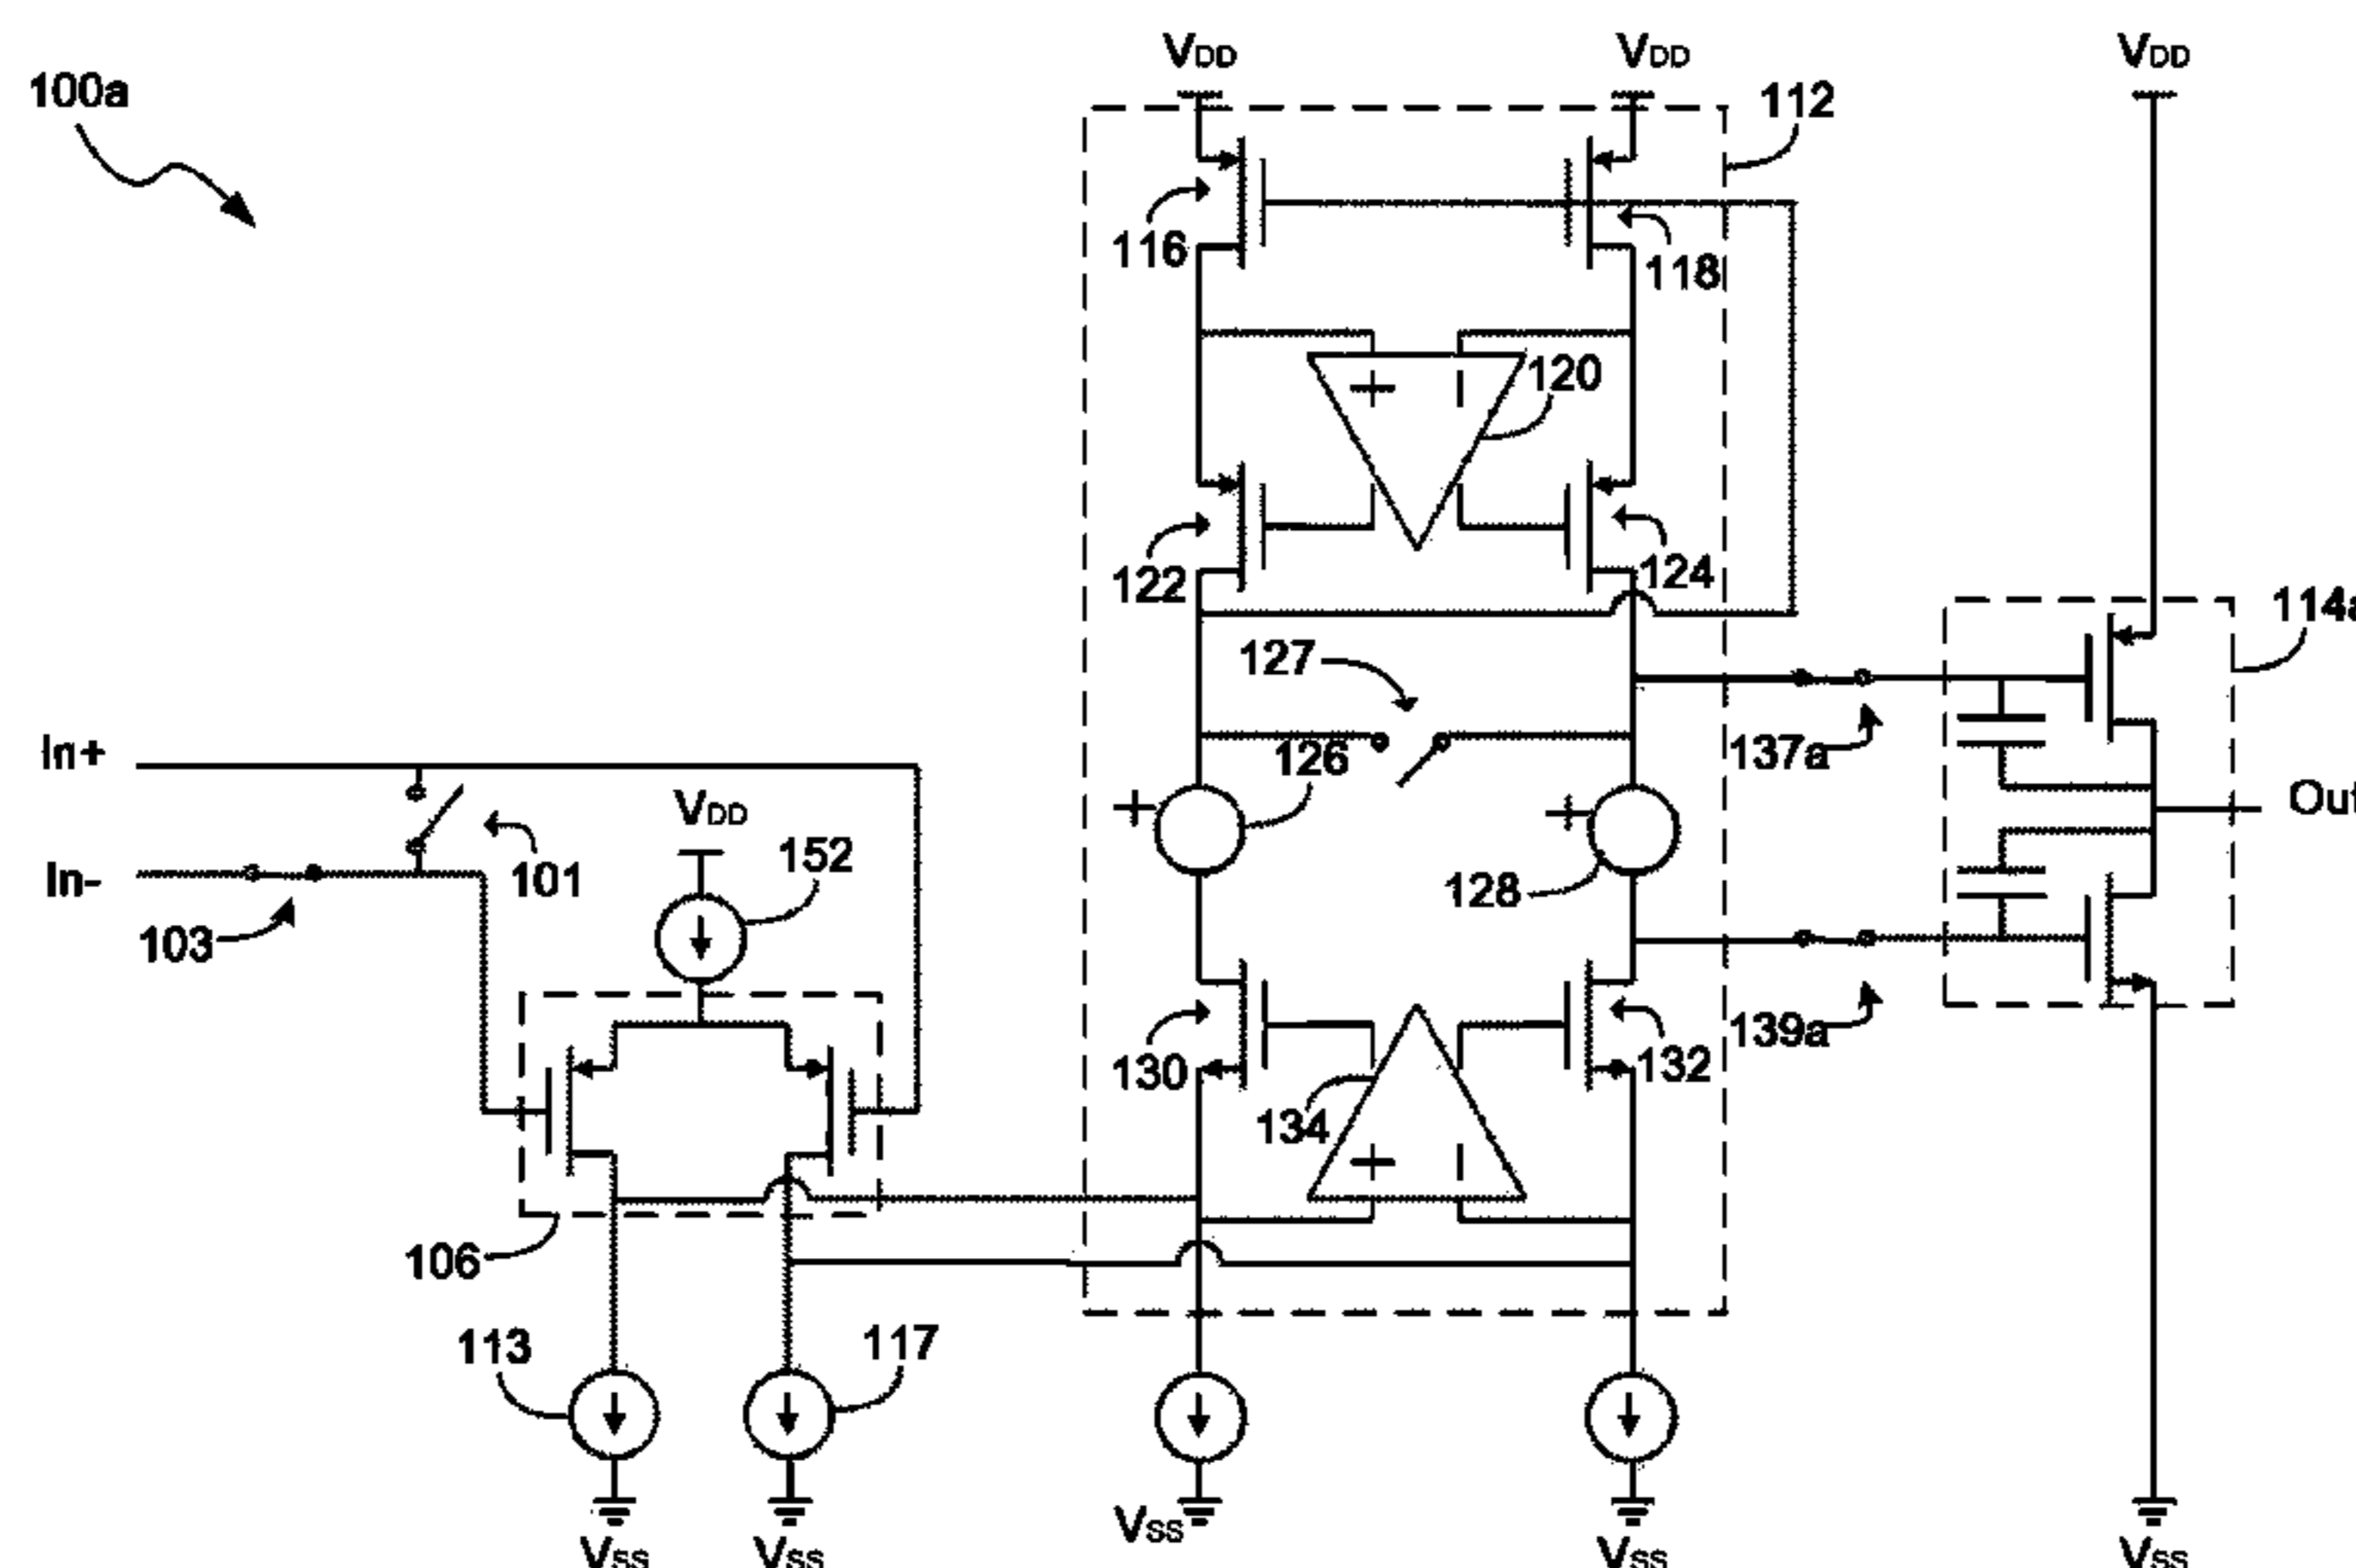 VDD
VDD
VDD
100a
112
116
118
120
122
124
114a
127
In+
126
137a
VDD
Out
152
In-
101
128
103
130
132
139a
134
+
−
+
−
+
+
106
113
117
VSS
VSS
VSS
VSS
VSS